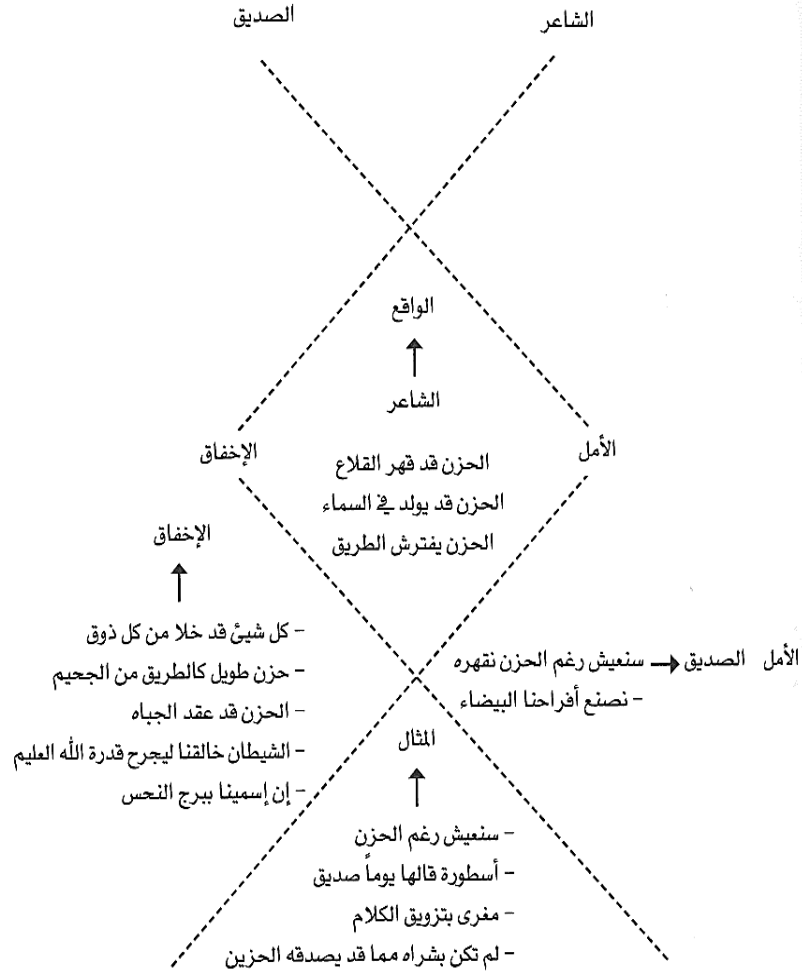 الشاعر
الصديق
الواقع
الشاعر
الأمل
الإخفاق
الحزن قد قهر القلاع
الحزن قد يولد في السماء
الحزن يفترش الطريق
الإخفاق
- كل شيئ قد خلا من كل ذوق
- حزن طويل كالطريق من الجحيم
- الحزن قد عقد الجباه
- الشيطان خالقنا ليجرح قدرة الله العليم
- إن إسمينا ببرج النحس
الأمل الصديق سنعيش رغم الحزن نقهره
- نصنع أفراحنا البيضاء
المثال
- سنعيش رغم الحزن
- أسطورة قالها يوماً صديق
- مغرى بتزويق الكلام
- لم تكن بشراه مما قد يصدقه الحزين